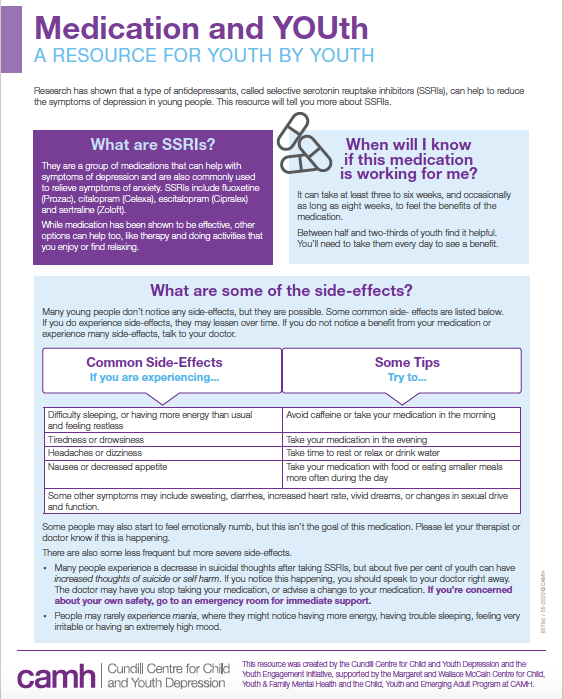 Medication and YOUth
A RESOURCE FOR YOUTH BY YOUTH
Research has shown that a type of antidepressants, called selective serotonin reuptake inhibitors (SSRIs), can help to reduce
the symptoms of depression in young people. This resource will tell you more about SSRIs.
What are SSRIs?
They are a group of medications that can help with
symptoms of depression and are also commonly used
to relieve symptoms of anxiety. SSRIs include fluoxetine
(Prozac), citalopram (Celexa), escitalopram (Cipralex)
and sertraline (Zoloft).
While medication has been shown to be effective, other
options can help too, like therapy and doing activities that
you enjoy or find relaxing.
When will I know
if this medication
is working for me?
It can take at least three to six weeks, and occasionally
as long as eight weeks, to feel the benefits of the
medication.
Between half and two-thirds of youth find it helpful.
You'll need to take them every day to see a benefit.
What are some of the side-effects?
Many young people don't notice any side-effects, but they are possible. Some common side- effects are listed below.
If you do experience side-effects, they may lessen over time. If you do not notice a benefit from your medication or
experience many side-effects, talk to your doctor.
Common Side-Effects
If you are experiencing...
Some Tips
Try to...
Difficulty sleeping, or having more energy than usual
and feeling restless
Avoid caffeine or take your medication in the morning
Tiredness or drowsiness
Take your medication in the evening
Headaches or dizziness
Take time to rest or relax or drink water
Nausea or decreased appetite
Take your medication with food or eating smaller meals
more often during the day
Some other symptoms may include sweating, diarrhea, increased heart rate, vivid dreams, or changes in sexual drive
and function.
Some people may also start to feel emotionally numb, but this isn't the goal of this medication. Please let your therapist or
doctor know if this is happening.
There are also some less frequent but more severe side-effects.
• Many people experience a decrease in suicidal thoughts after taking SSRIs, but about five per cent of youth can have
increased thoughts of suicide or self harm. If you notice this happening, you should speak to your doctor right away.
The doctor may have you stop taking your medication, or advise a change to your medication. If you're concerned
about your own safety, go to an emergency room for immediate support.
• People may rarely experience mania, where they might notice having more energy, having trouble sleeping, feeling very
irritable or having an extremely high mood.
camh
Cundill Centre for Child
and Youth Depression
This resource was created by the Cundill Centre for Child and Youth Depression and the
Youth Engagement Initiative, supported by the Margaret and Wallace McCain Centre for Child,
Youth & Family Mental Health and the Child, Youth and Emerging Adult Program at CAMH.